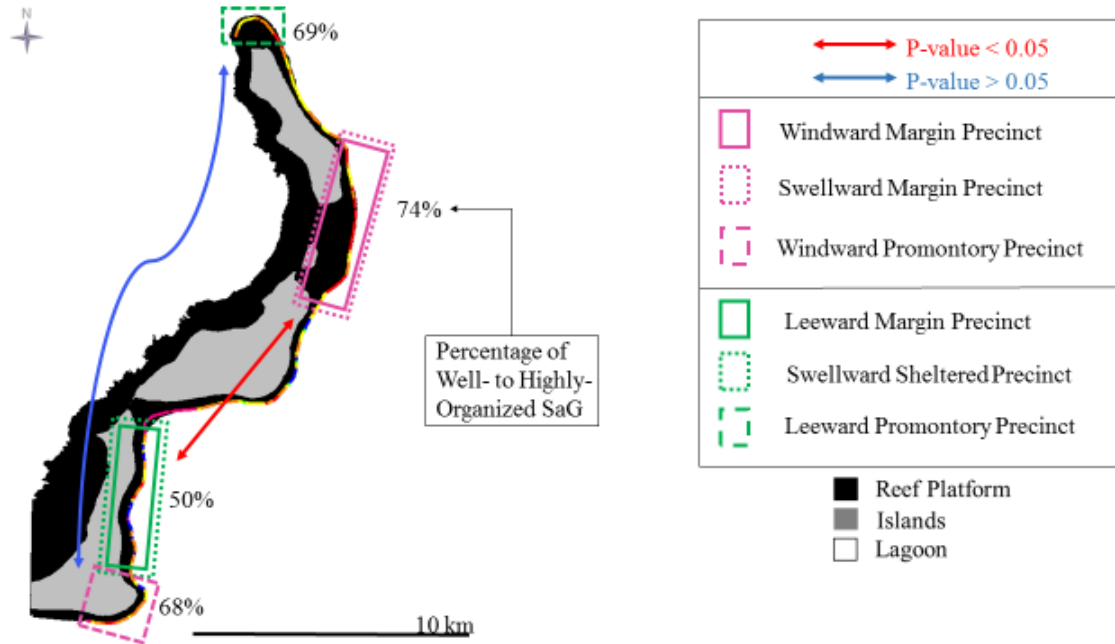 N
69%
74%
Percentage of
Well- to Highly-
Organized SaG
50%
68%
10 km
P-value < 0.05
P-value > 0.05
Windward Margin Precinct
Swellward Margin Precinct
Windward Promontory Precinct
Leeward Margin Precinct
Swellward Sheltered Precinct
Leeward Promontory Precinct
Reef Platform
Islands
Lagoon